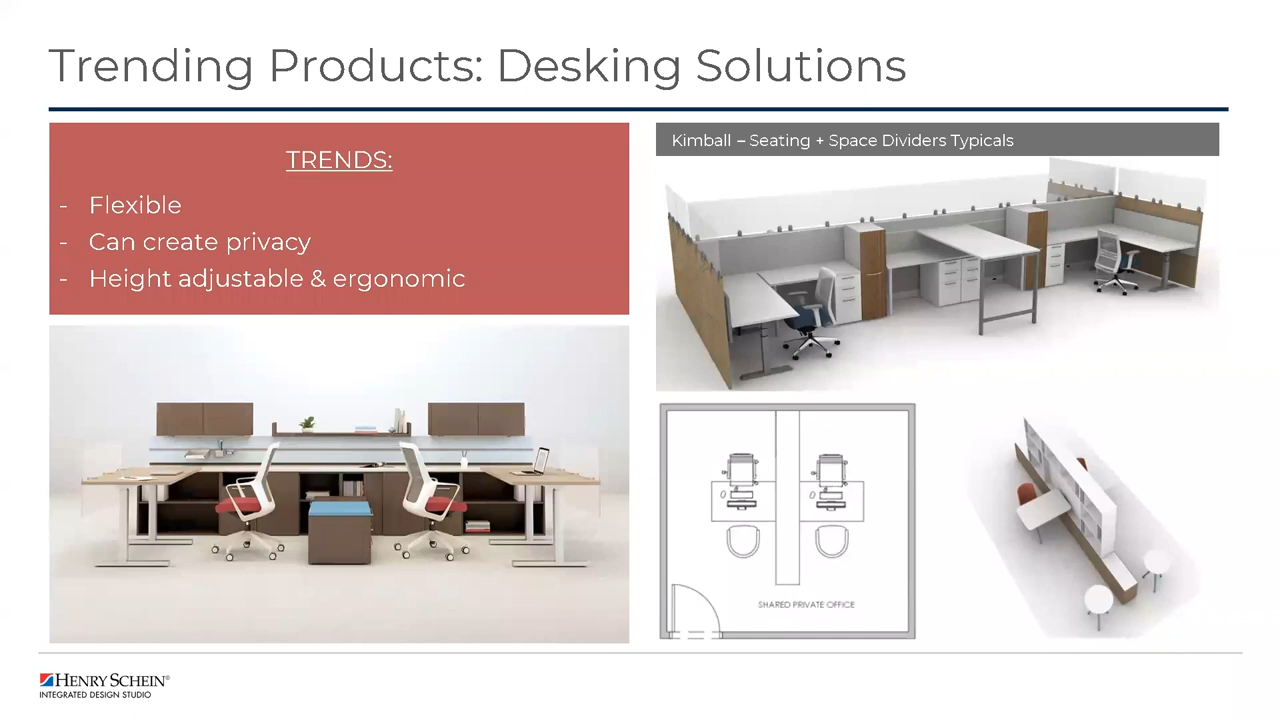 Trending Products: Desking Solutions
TRENDS:
- Flexible
- Can create privacy
- Height adjustable & ergonomic
Kimball – Seating + Space Dividers Typicals
SHARED PRIVATE OFFICE
HENRY SCHEIN®
INTEGRATED DESIGN STUDIO